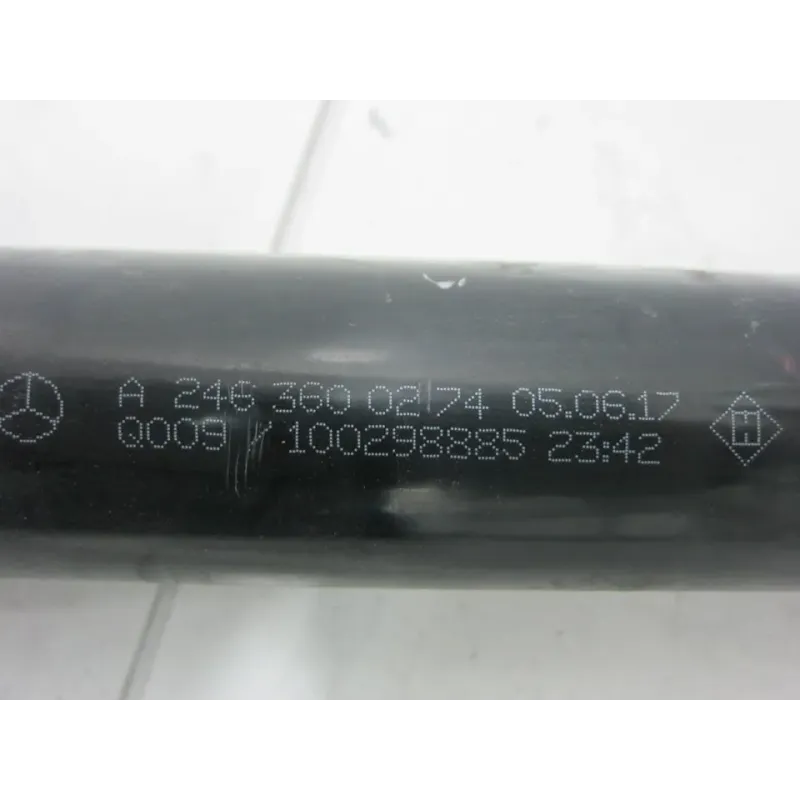 A 246 360 02 74 05.06.17
Q009 / 100298885 23:42
H